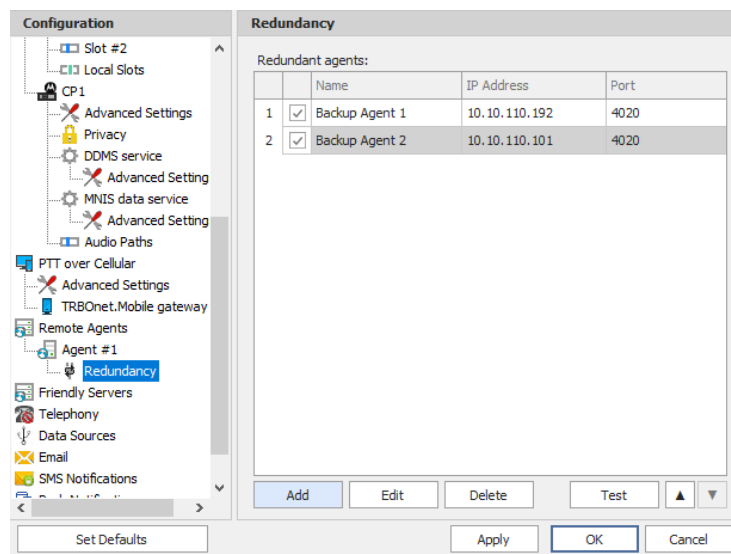 Configuration
Slot #2
Local Slots
CP1
Advanced Settings
Privacy
DDMS service
Advanced Setting
MNIS data service
Advanced Setting
Audio Paths
PTT over Cellular
Advanced Settings
TRBOnet.Mobile gateway
Remote Agents
Agent #1
Redundancy
Friendly Servers
Telephony
Data Sources
Email
SMS Notifications
Set Defaults
Redundancy
Redundant agents:
Name IP Address Port
1 Backup Agent 1 10.10.110.192 4020
2 Backup Agent 2 10.10.110.101 4020
Add Edit Delete Test
Apply OK Cancel